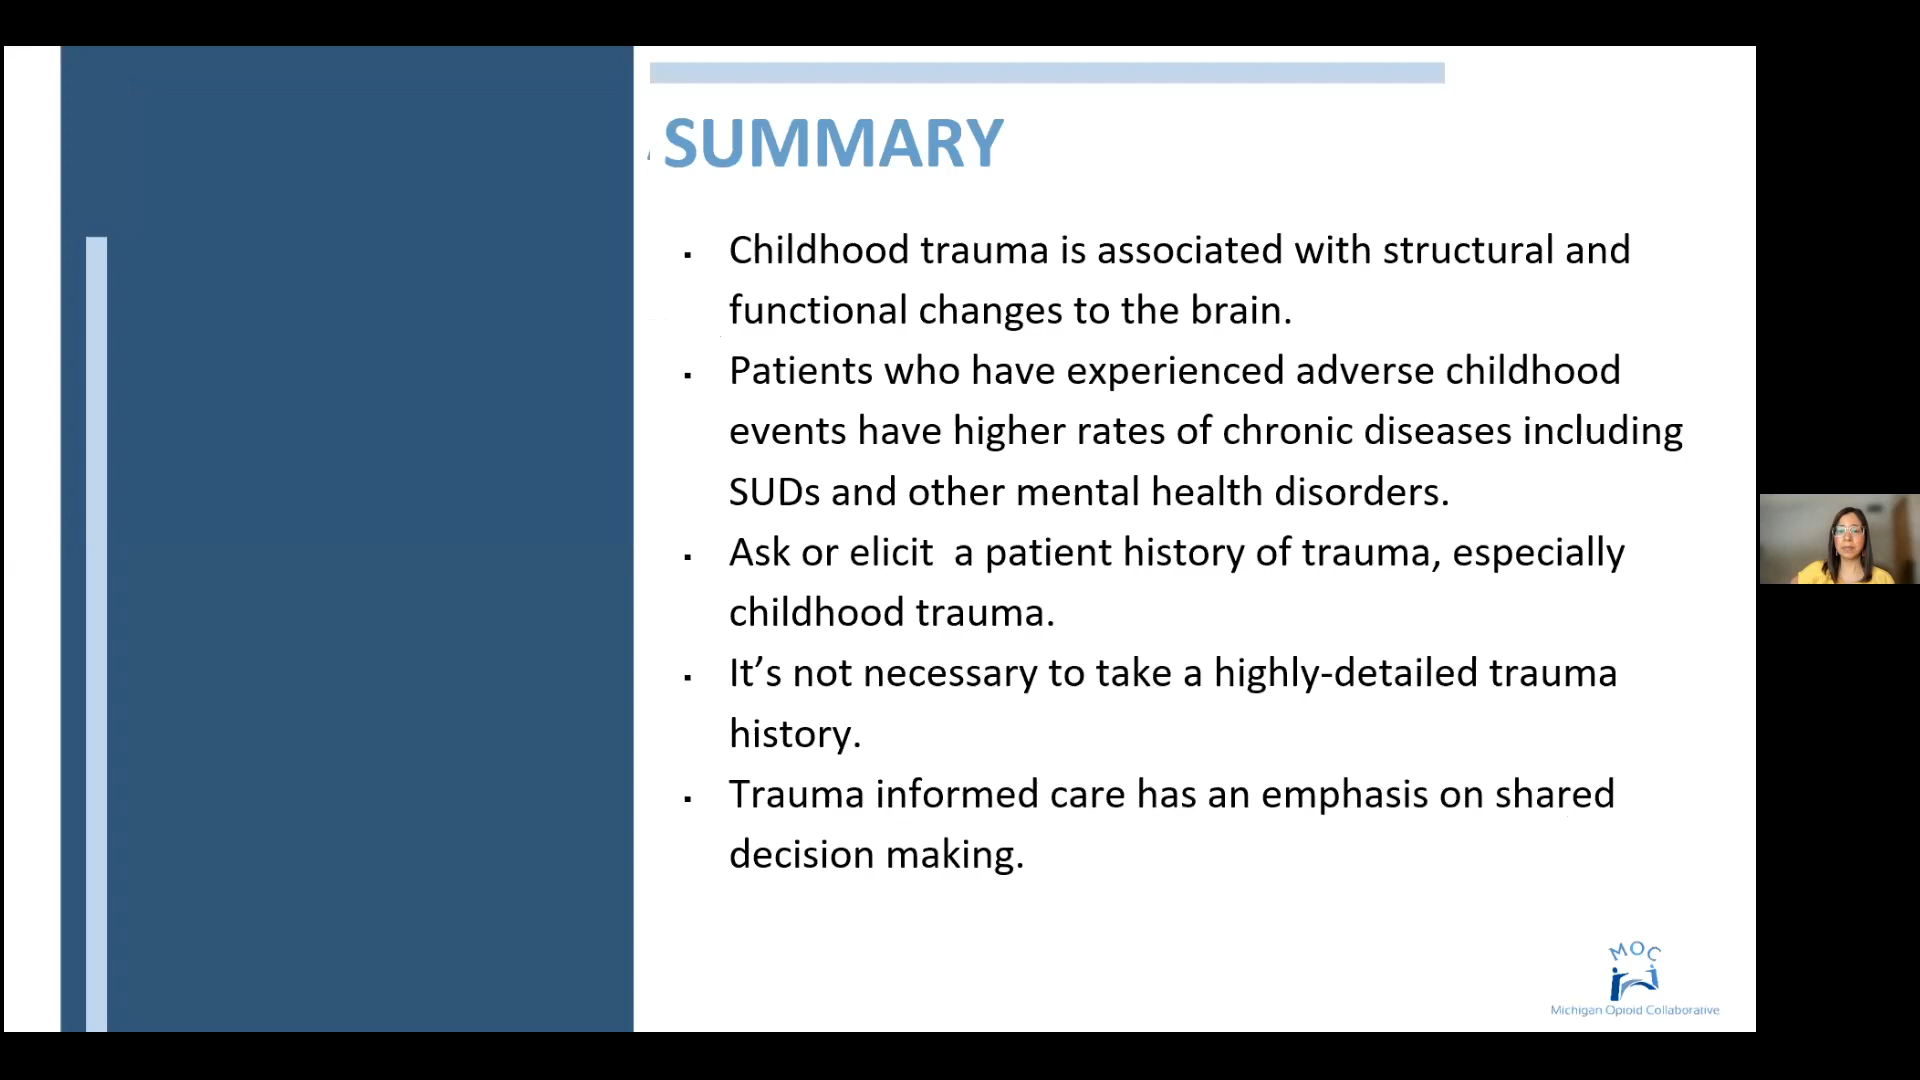 SUMMARY
▪ Childhood trauma is associated with structural and
functional changes to the brain.
▪ Patients who have experienced adverse childhood
events have higher rates of chronic diseases including
SUDs and other mental health disorders.
▪ Ask or elicit  a patient history of trauma, especially
childhood trauma.
▪ It’s not necessary to take a highly-detailed trauma
history.
▪ Trauma informed care has an emphasis on shared
decision making.
MOC
Michigan Opioid Collaborative